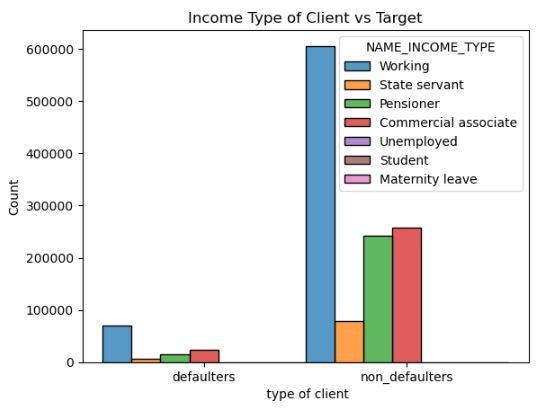 Income Type of Client vs Target
NAME_INCOME_TYPE
Working
State servant
Pensioner
Commercial associate
Unemployed
Student
Maternity leave
600000
500000
400000
300000
200000
100000
0
Count
defaulters
non_defaulters
type of client